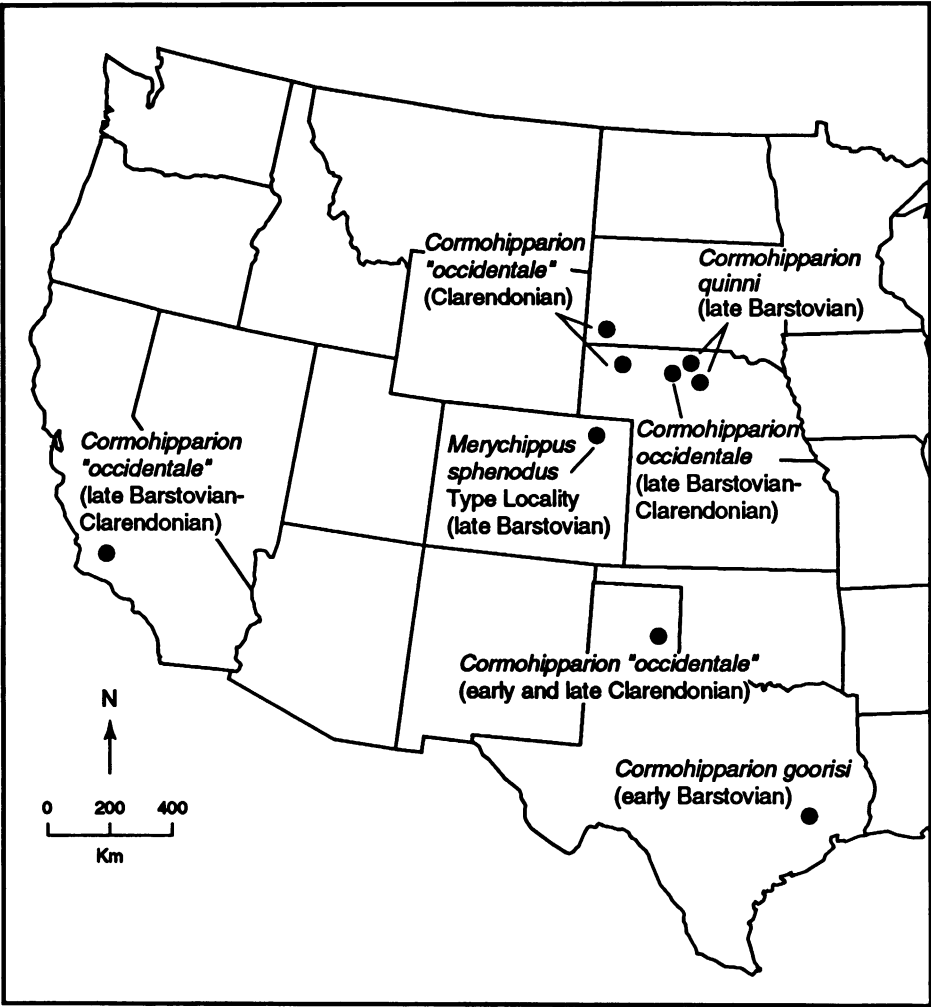 Cormohipparion
"occidentale"
(Clarendonian)
Cormohipparion
quinni
(late Barstovian)
Cormohipparion
"occidentale"
(late Barstovian-
Clarendonian)
Merychippus
sphenodus
Type Locality
(late Barstovian)
Cormohipparion
occidentale
(late Barstovian-
Clarendonian)
Cormohipparion "occidentale"
(early and late Clarendonian)
Cormohipparion goorisi
(early Barstovian)
N
0 200 400
Km